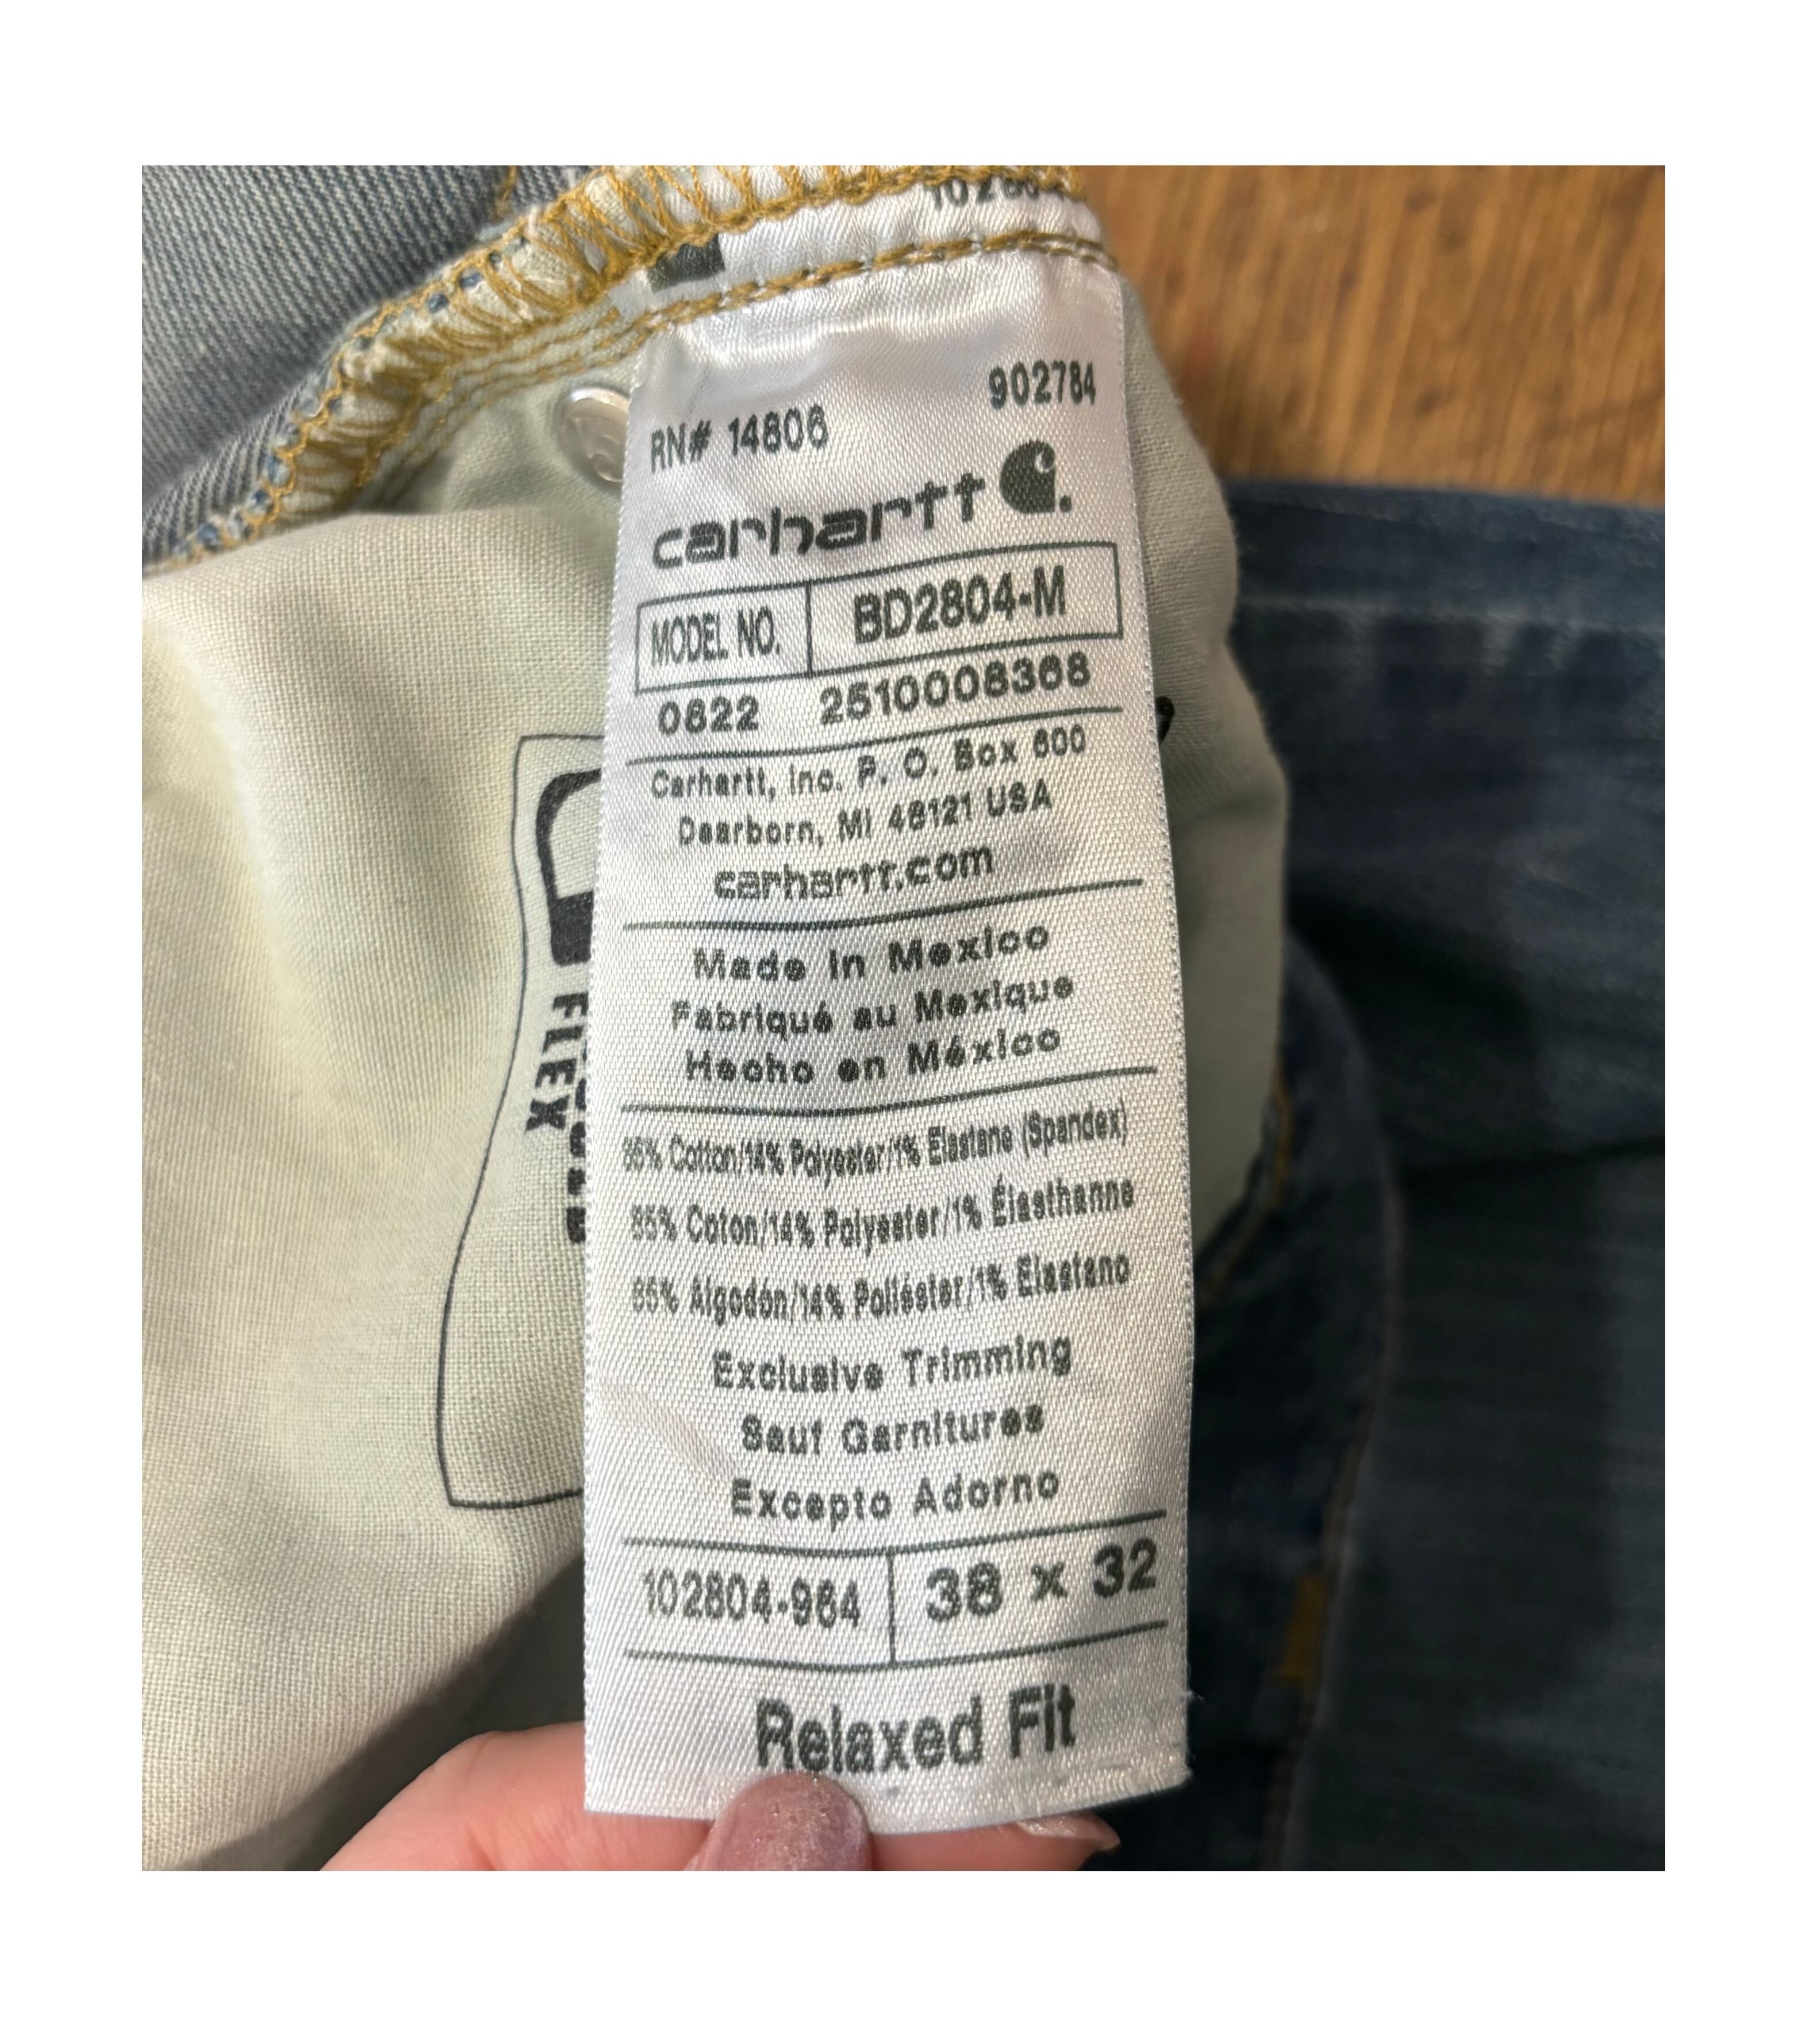 902784
RN# 14806
carhartt
MODEL NO. BD2804-M
0622 2510008368
Carhartt, Inc. P. O. Box 600
Dearborn, MI 48121 USA
carhartt.com
Made in Mexico
Fabriqué au Mexique
Hecho en México
85% Cotton/14% Polyester/1% Elastane (Spandex)
85% Coton/14% Polyester/1% Élasthanne
85% Algodón/14% Poliéster/1% Elastano
Exclusive Trimming
Sauf Garnitures
Excepto Adorno
102804-964 38 x 32
Relaxed Fit
FLEX